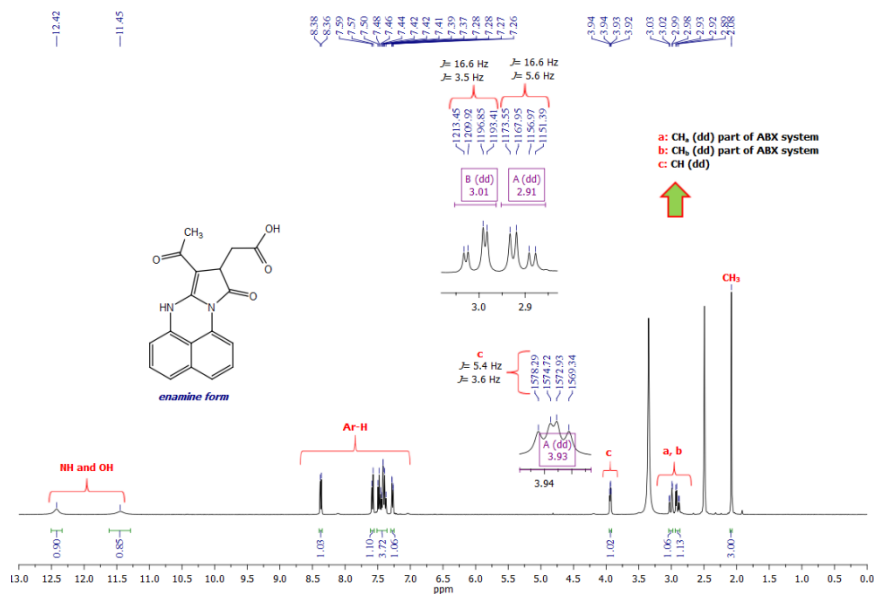 12.42
11.45
8.38
8.36
7.59
7.57
7.50
7.48
7.46
7.44
7.42
7.42
7.41
7.39
7.37
7.28
7.28
7.27
7.26
3.94
3.94
3.93
3.92
3.03
3.02
2.99
2.98
2.93
2.92
2.89
2.08
J= 16.6 Hz
J= 3.5 Hz
J= 16.6 Hz
J= 5.6 Hz
1213.45
1209.92
1196.85
1193.41
1173.55
1167.95
1156.97
1151.39
a: CHa (dd) part of ABX system
b: CHb (dd) part of ABX system
c: CH (dd)
B (dd)
3.01
A (dd)
2.91
3.0 2.9
CH3
O
CH3
OH
O
O
HN
N
enamine form
c
J= 5.4 Hz
J= 3.6 Hz
1578.29
1574.72
1572.93
1569.34
A (dd)
3.93
3.94
Ar-H
NH and OH
c
a, b
0.90
0.85
1.03
1.10
3.72
1.06
1.02
1.06
1.13
3.00
13.0 12.5 12.0 11.5 11.0 10.5 10.0 9.5 9.0 8.5 8.0 7.5 7.0 6.5 6.0 5.5 5.0 4.5 4.0 3.5 3.0 2.5 2.0 1.5 1.0 0.5 0.0
ppm